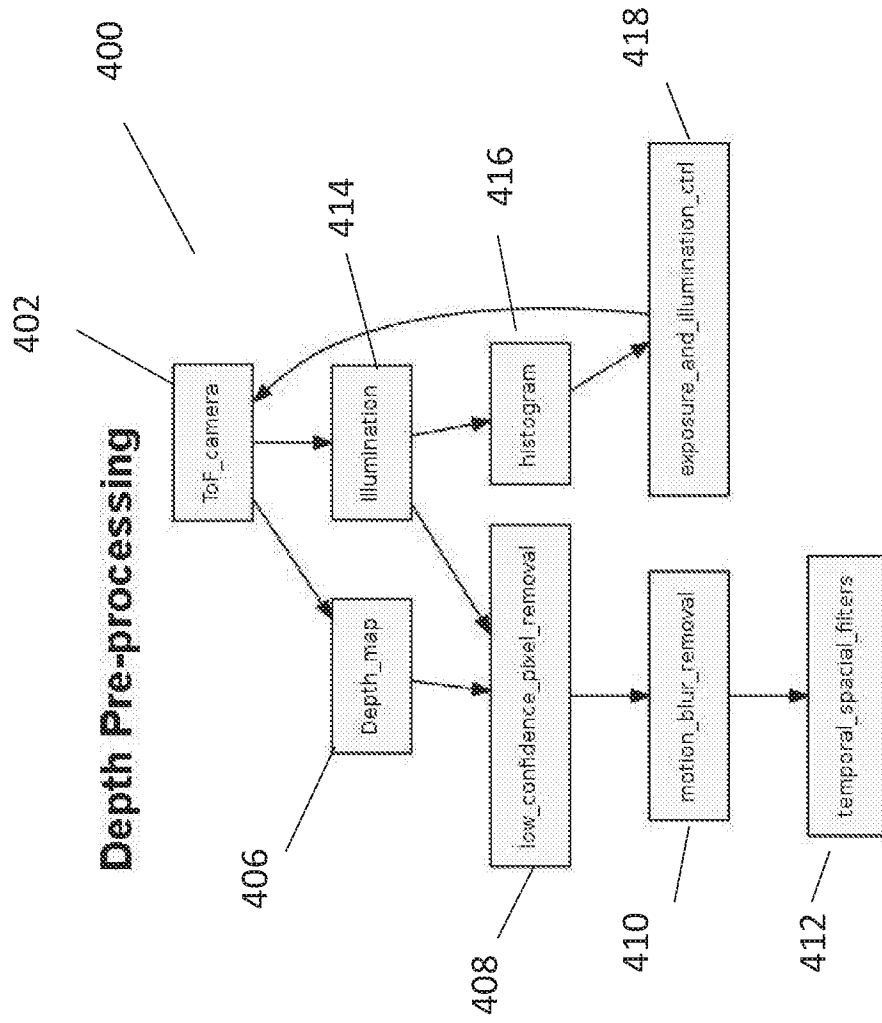 Depth Pre-processing
400
402
ToF_camera
406
Depth_map
414
Illumination
408
low_confidence_pixel_removal
416
histogram
410
motion_blur_removal
418
exposure_and_illumination_ctrl
412
temporal_spacial_filters